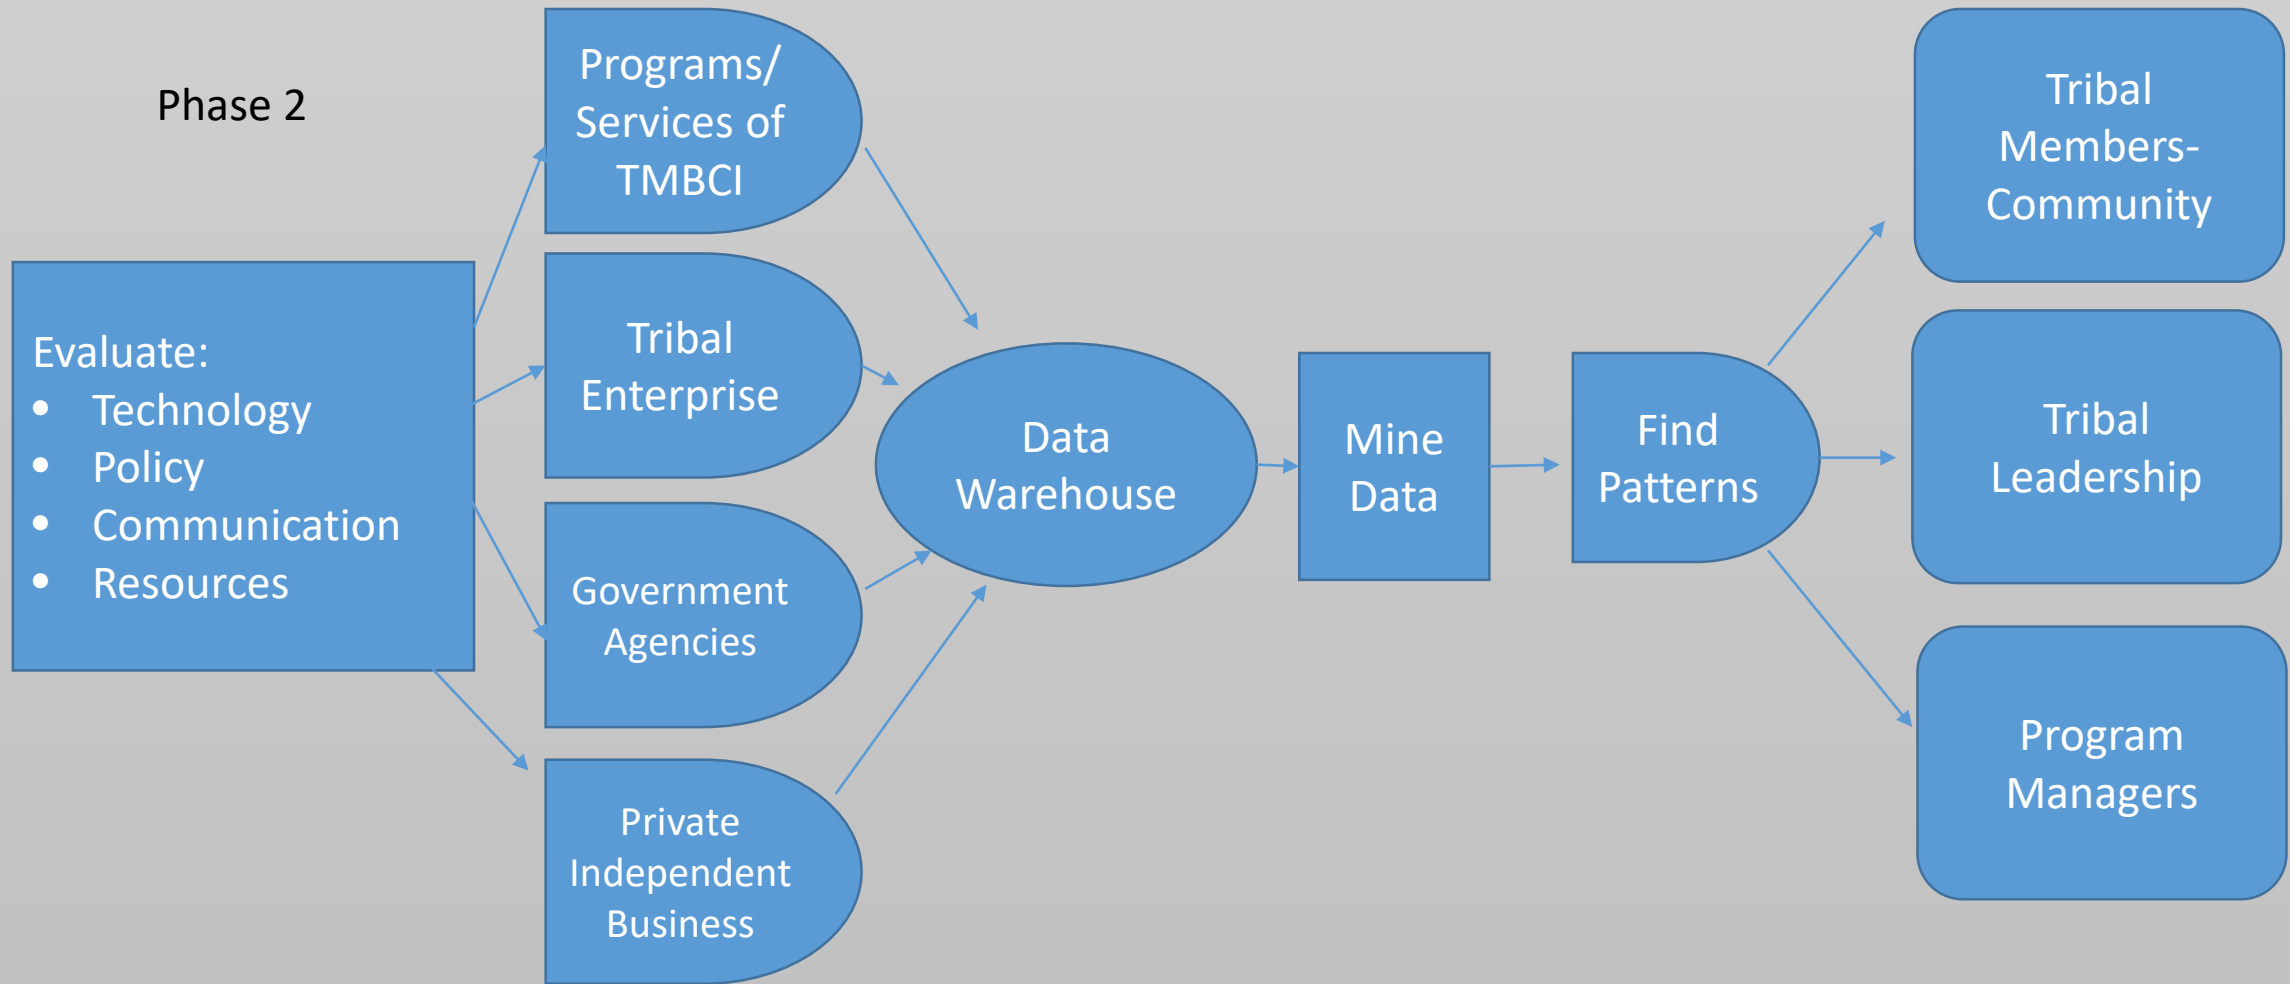 Phase 2
Evaluate:
• Technology
• Policy
• Communication
• Resources
Programs/
Services of
TMBCI
Tribal
Enterprise
Government
Agencies
Private
Independent
Business
Data
Warehouse
Mine
Data
Find
Patterns
Tribal
Members-
Community
Tribal
Leadership
Program
Managers